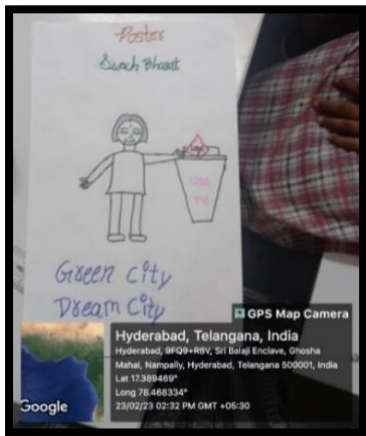 Poster
Swach Bharat
USE
ME
Green City
Dream City
GPS Map Camera
Hyderabad, Telangana, India
Hyderabad, 9FQ9+R8V, Sri Balaji Enclave, Ghosha
Mahal, Nampally, Hyderabad, Telangana 500001, India
Lat 17.389469°
Long 78.468334°
23/02/23 02:32 PM GMT +05:30
Google